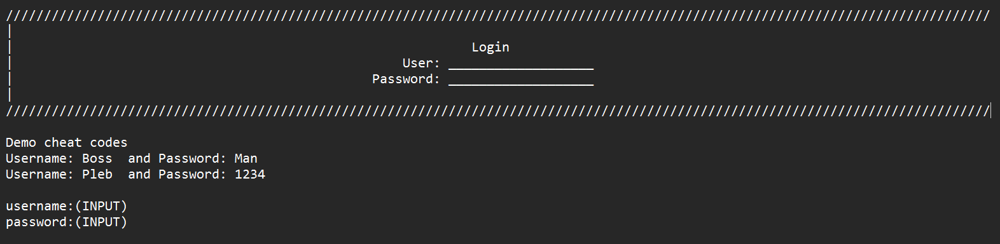 /////////////////////////////////////////////////////////////////////////////////////////////////////////////////////////////////
|
| Login
| User: ___________________
| Password: ___________________
|
/////////////////////////////////////////////////////////////////////////////////////////////////////////////////////////////////
Demo cheat codes
Username: Boss  and Password: Man
Username: Pleb  and Password: 1234
username:(INPUT)
password:(INPUT)